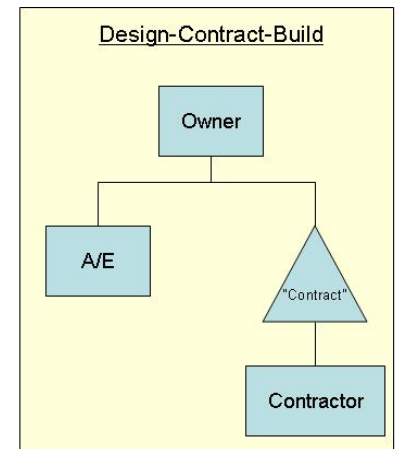 Design-Contract-Build
Owner
A/E
"Contract"
Contractor